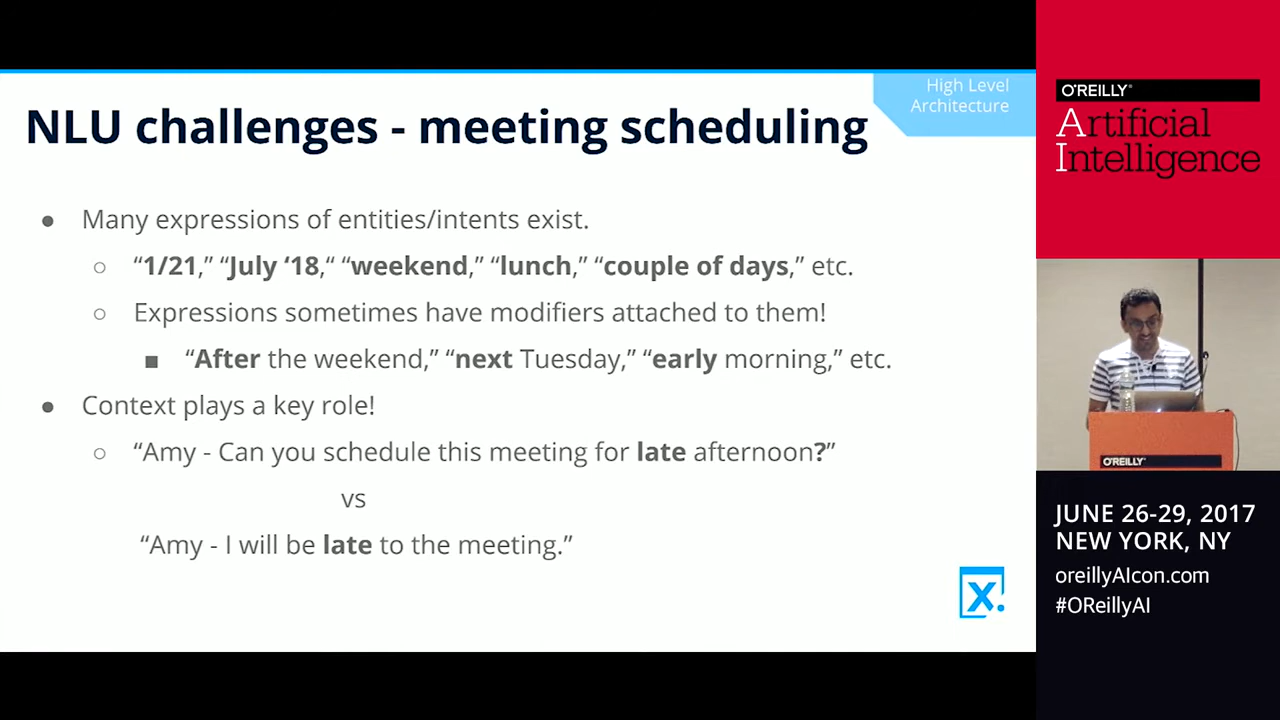 High Level
Architecture
NLU challenges - meeting scheduling
● Many expressions of entities/intents exist.
○ “1/21,” “July ‘18,“ “weekend,” “lunch,” “couple of days,” etc.
○ Expressions sometimes have modifiers attached to them!
■ “After the weekend,” “next Tuesday,” “early morning,” etc.
● Context plays a key role!
○ “Amy - Can you schedule this meeting for late afternoon?”
vs
“Amy - I will be late to the meeting.”
x.
O'REILLY®
Artificial
Intelligence
O'REILLY®
JUNE 26-29, 2017
NEW YORK, NY
oreillyAIcon.com
#OReillyAI